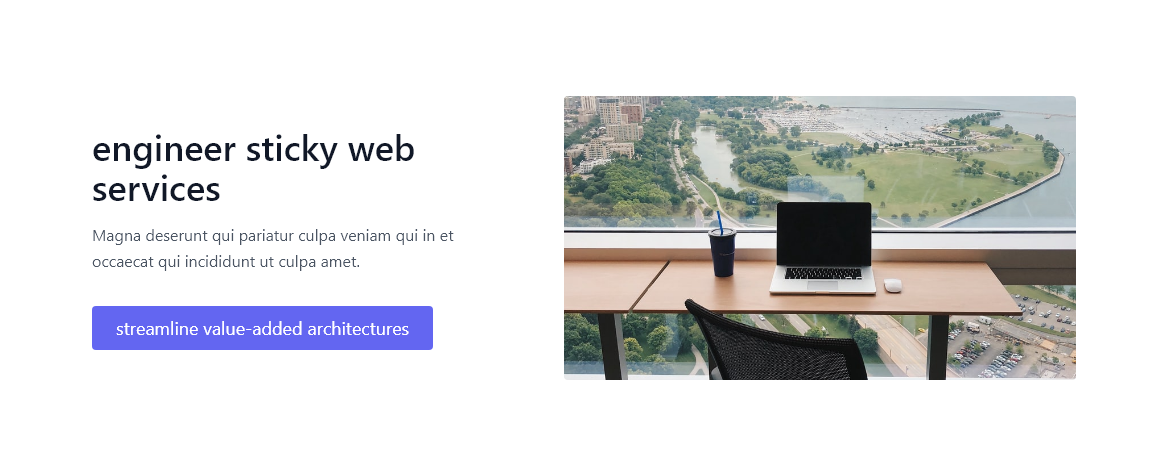 engineer sticky web
services
Magna deserunt qui pariatur culpa veniam qui in et
occaecat qui incididunt ut culpa amet.
streamline value-added architectures